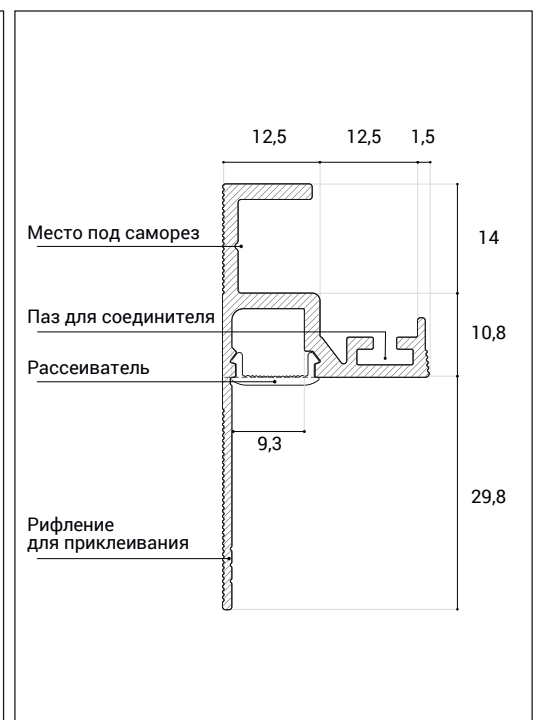 12,5
12,5
1,5
Место под саморез
14
Паз для соединителя
10,8
Рассеиватель
9,3
29,8
Рифление
для приклеивания